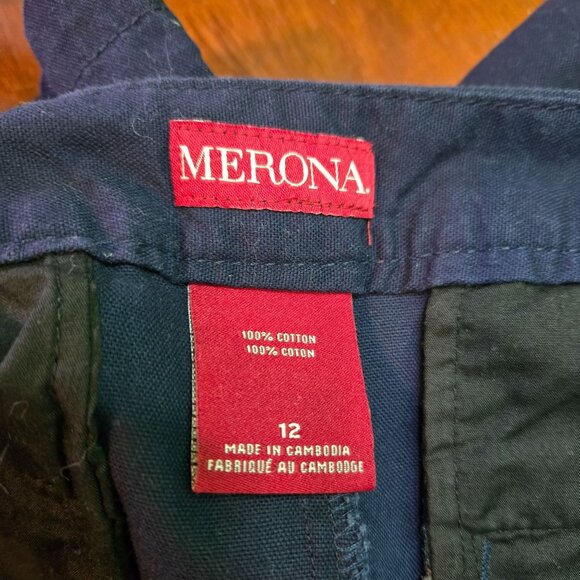 MERONA.
100% COTTON
100% COTON
12
MADE IN CAMBODIA
FABRIQUÉ AU CAMBODGE